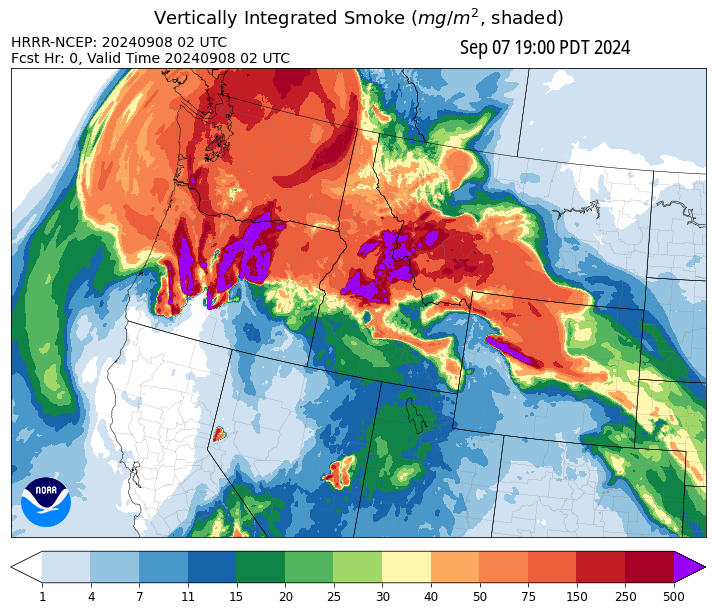 Vertically Integrated Smoke (mg/m², shaded)
HRRR-NCEP: 20240908 02 UTC
Sep 07 19:00 PDT 2024
Fcst Hr: 0, Valid Time 20240908 02 UTC
NOAA
1 4 7 11 15 20 25 30 40 50 75 150 250 500